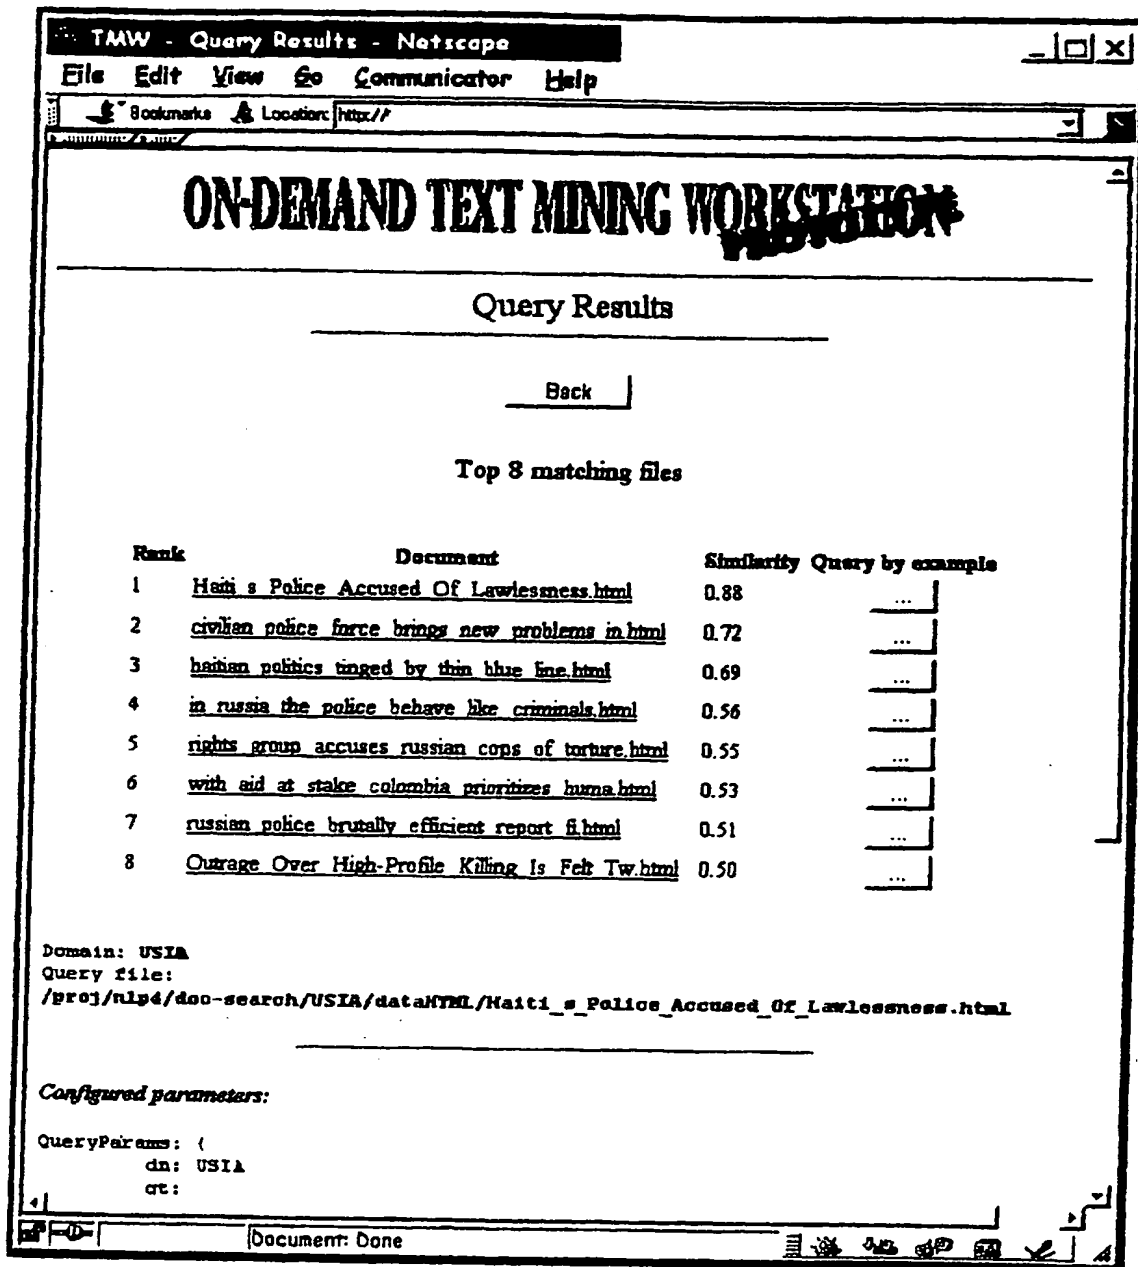 TMW - Query Results - Netscape
File Edit View Go Communicator Help
Bookmarks Location: http://
ON-DEMAND TEXT MINING WORKSTATION
Query Results
Back
Top 8 matching files
Rank Document Similarity Query by example
1 Haiti s Police Accused Of Lawlessness.html 0.88 ...
2 civilian police force brings new problems in.html 0.72 ...
3 haitian politics tinged by thin blue line.html 0.69 ...
4 in russia the police behave like criminals.html 0.56 ...
5 rights group accuses russian cops of torture.html 0.55 ...
6 with aid at stake colombia prioritizes huma.html 0.53 ...
7 russian police brutally efficient report fi.html 0.51 ...
8 Outrage Over High-Profile Killing Is Felt Tw.html 0.50 ...
Domain: USIA
Query file:
/proj/nlpd/doo-search/USIA/dataHTML/Haiti_s_Police_Accused_Of_Lawlessness.html
Configured parameters:
QueryParams: {
dn: USIA
qt:
Document: Done